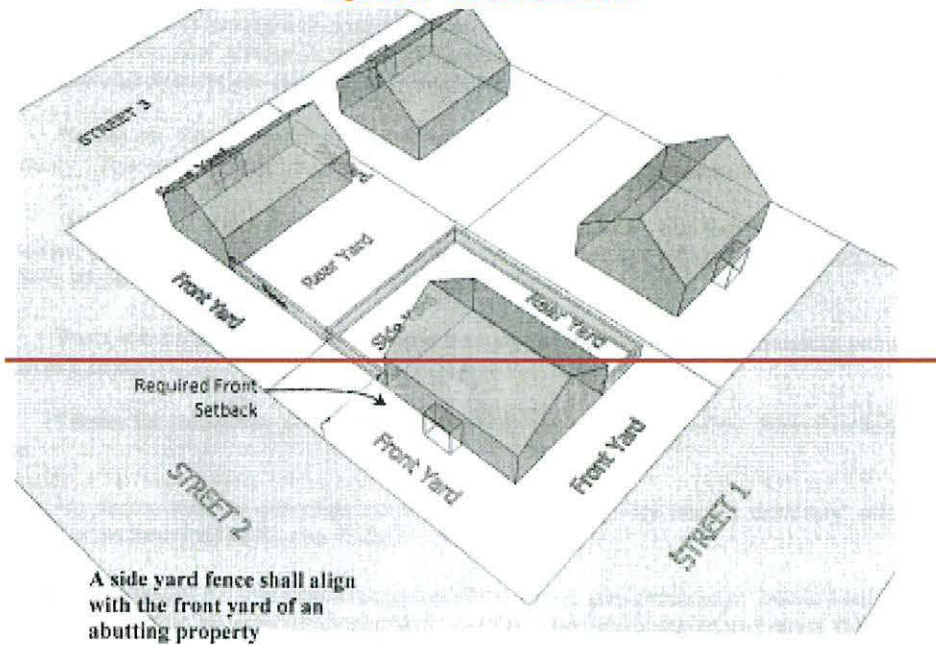 STREET 3
Rear Yard
Front Yard
Rear Yard
Required Front
Setback
Front Yard
Front Yard
STREET 2
STREET 1
A side yard fence shall align
with the front yard of an
abutting property